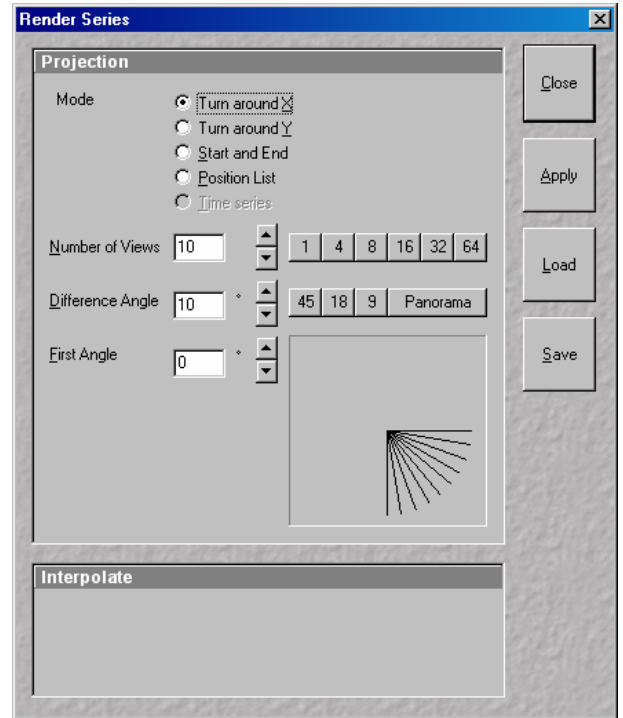 Render Series
Projection
Mode
Turn around X
Turn around Y
Start and End
Position List
Time series
Number of Views 10 1 4 8 16 32 64
Difference Angle 10 ° 45 18 9 Panorama
First Angle 0 °
Interpolate
Close
Apply
Load
Save